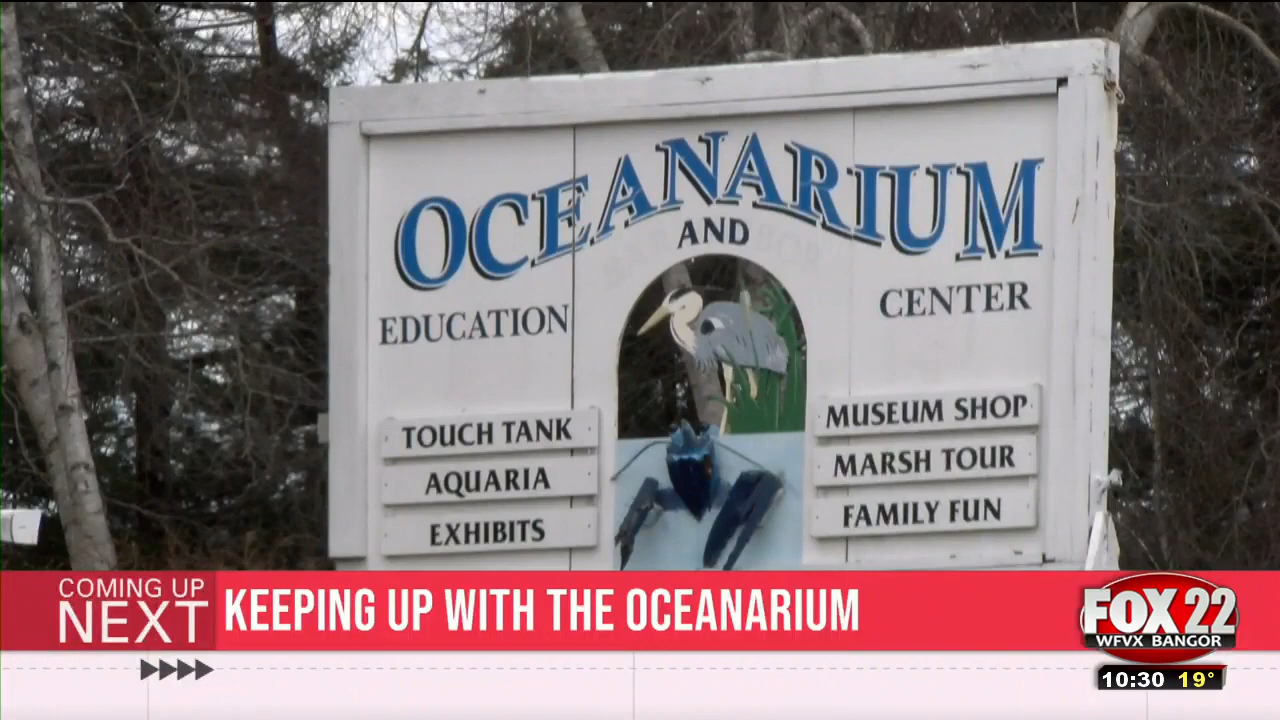 OCEANARIUM
AND
EDUCATION
CENTER
TOUCH TANK
AQUARIA
EXHIBITS
MUSEUM SHOP
MARSH TOUR
FAMILY FUN
COMING UP
NEXT
KEEPING UP WITH THE OCEANARIUM
FOX 22
WFVX BANGOR
10:30 19°